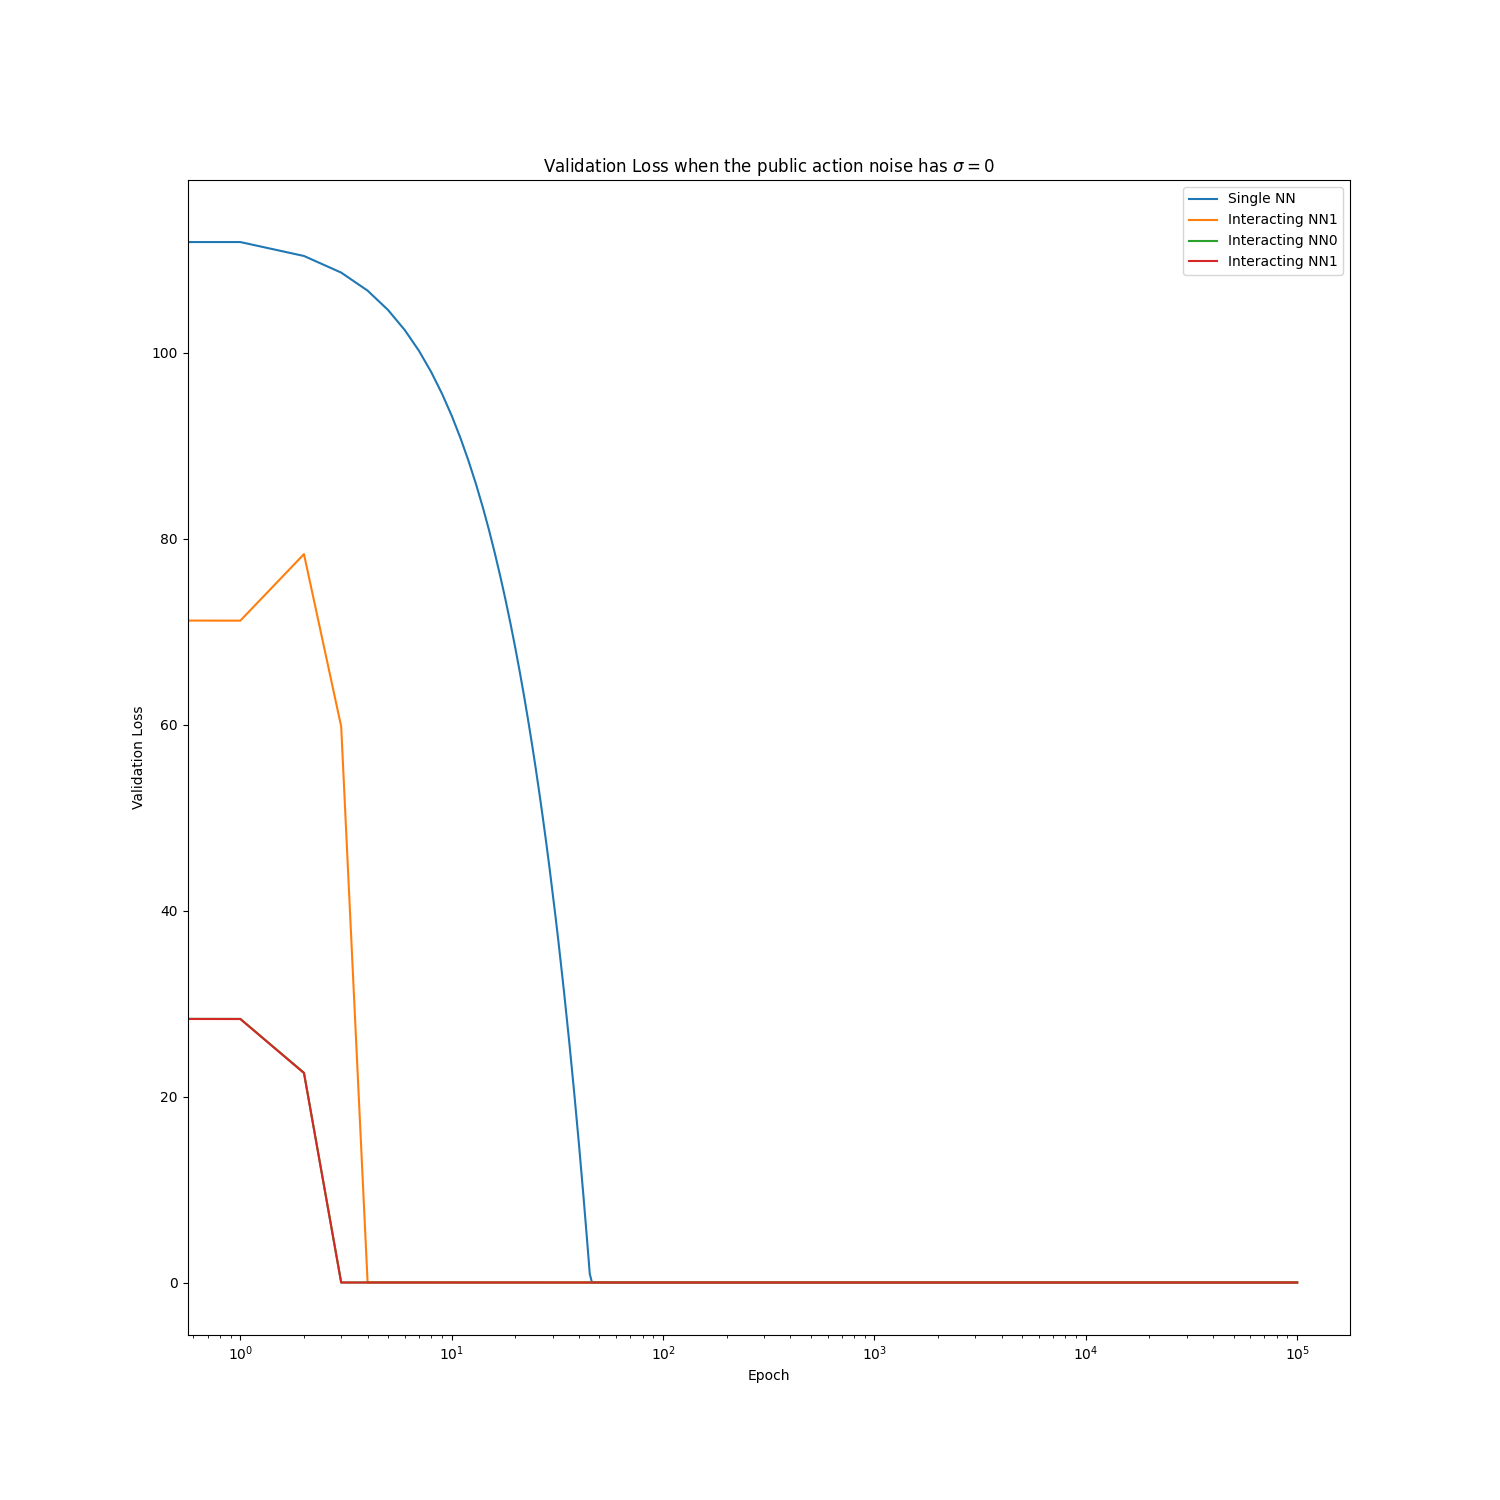 Validation Loss when the public action noise has σ = 0
Single NN
Interacting NN1
Interacting NN0
Interacting NN1
100
80
60
40
20
0
Validation Loss
10⁰ 10¹ 10² 10³ 10⁴ 10⁵
Epoch